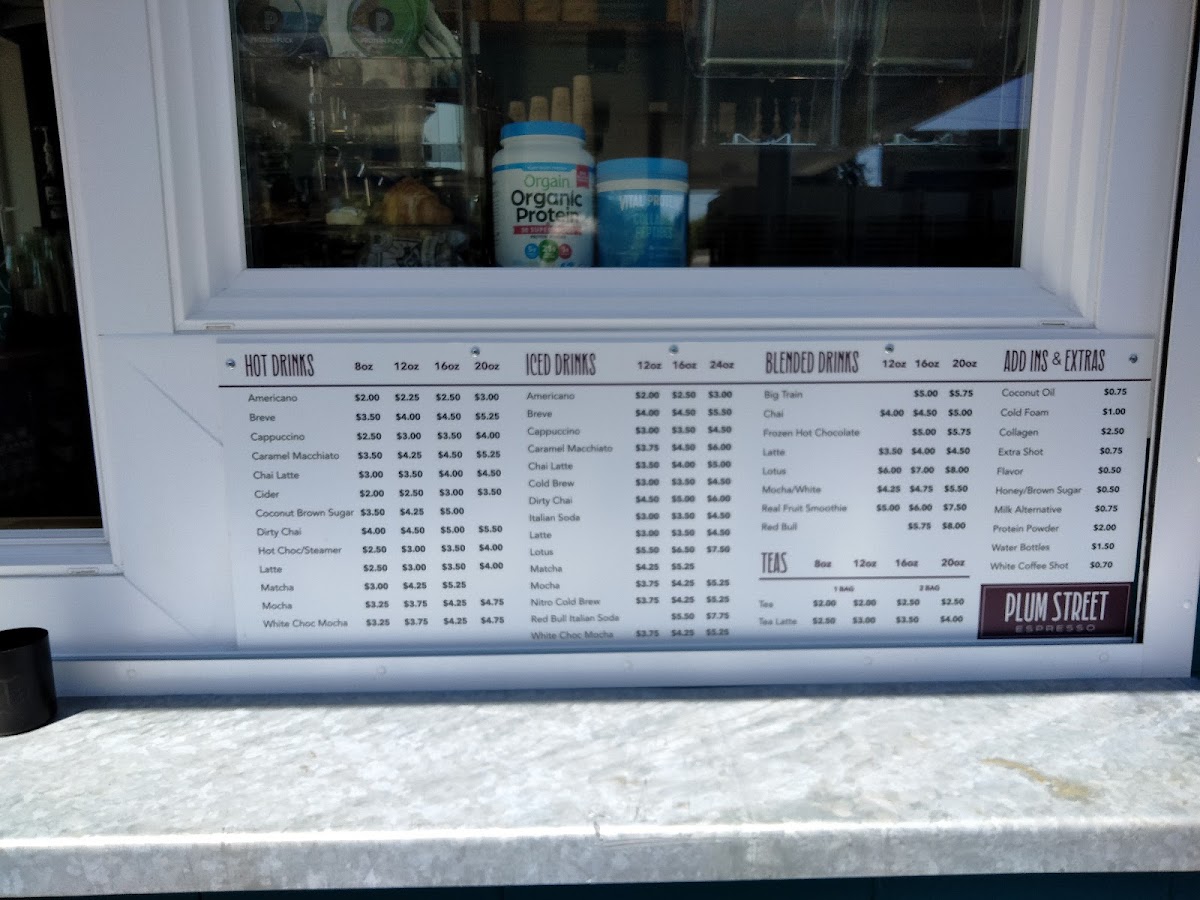 Orgain
Organic
Protein
VITAL PROTEINS
HOT DRINKS 8oz 12oz 16oz 20oz
Americano $2.00 $2.25 $2.50 $3.00
Breve $3.50 $4.00 $4.50 $5.25
Cappuccino $2.50 $3.00 $3.50 $4.00
Caramel Macchiato $3.50 $4.25 $4.50 $5.25
Chai Latte $3.00 $3.50 $4.00 $4.50
Cider $2.00 $2.50 $3.00 $3.50
Coconut Brown Sugar $3.50 $4.25 $5.00
Dirty Chai $4.00 $4.50 $5.00 $5.50
Hot Choc/Steamer $2.50 $3.00 $3.50 $4.00
Latte $2.50 $3.00 $3.50 $4.00
Matcha $3.00 $4.25 $5.25
Mocha $3.25 $3.75 $4.25 $4.75
White Choc Mocha $3.25 $3.75 $4.25 $4.75
ICED DRINKS 12oz 16oz 24oz
Americano $2.00 $2.50 $3.00
Breve $4.00 $4.50 $5.50
Cappuccino $3.00 $3.50 $4.50
Caramel Macchiato $3.75 $4.50 $6.00
Chai Latte $3.50 $4.00 $5.00
Cold Brew $3.00 $3.50 $4.50
Dirty Chai $4.50 $5.00 $6.00
Italian Soda $3.00 $3.50 $4.50
Latte $3.00 $3.50 $4.50
Lotus $5.50 $6.50 $7.50
Matcha $4.25 $5.25
Mocha $3.75 $4.25 $5.25
Nitro Cold Brew $3.75 $4.25 $5.25
Red Bull Italian Soda $5.50 $7.75
White Choc Mocha $3.75 $4.25 $5.25
BLENDED DRINKS 12oz 16oz 20oz
Big Train $5.00 $5.75
Chai $4.00 $4.50 $5.00
Frozen Hot Chocolate $5.00 $5.75
Latte $3.50 $4.00 $4.50
Lotus $6.00 $7.00 $8.00
Mocha/White $4.25 $4.75 $5.50
Real Fruit Smoothie $5.00 $6.00 $7.50
Red Bull $5.75 $8.00
TEAS 8oz 12oz 16oz 20oz
1 BAG 2 BAG
Tea $2.00 $2.00 $2.50 $2.50
Tea Latte $2.50 $3.00 $3.50 $4.00
ADD INS & EXTRAS
Coconut Oil $0.75
Cold Foam $1.00
Collagen $2.50
Extra Shot $0.75
Flavor $0.50
Honey/Brown Sugar $0.50
Milk Alternative $0.75
Protein Powder $2.00
Water Bottles $1.50
White Coffee Shot $0.70
PLUM STREET
ESPRESSO